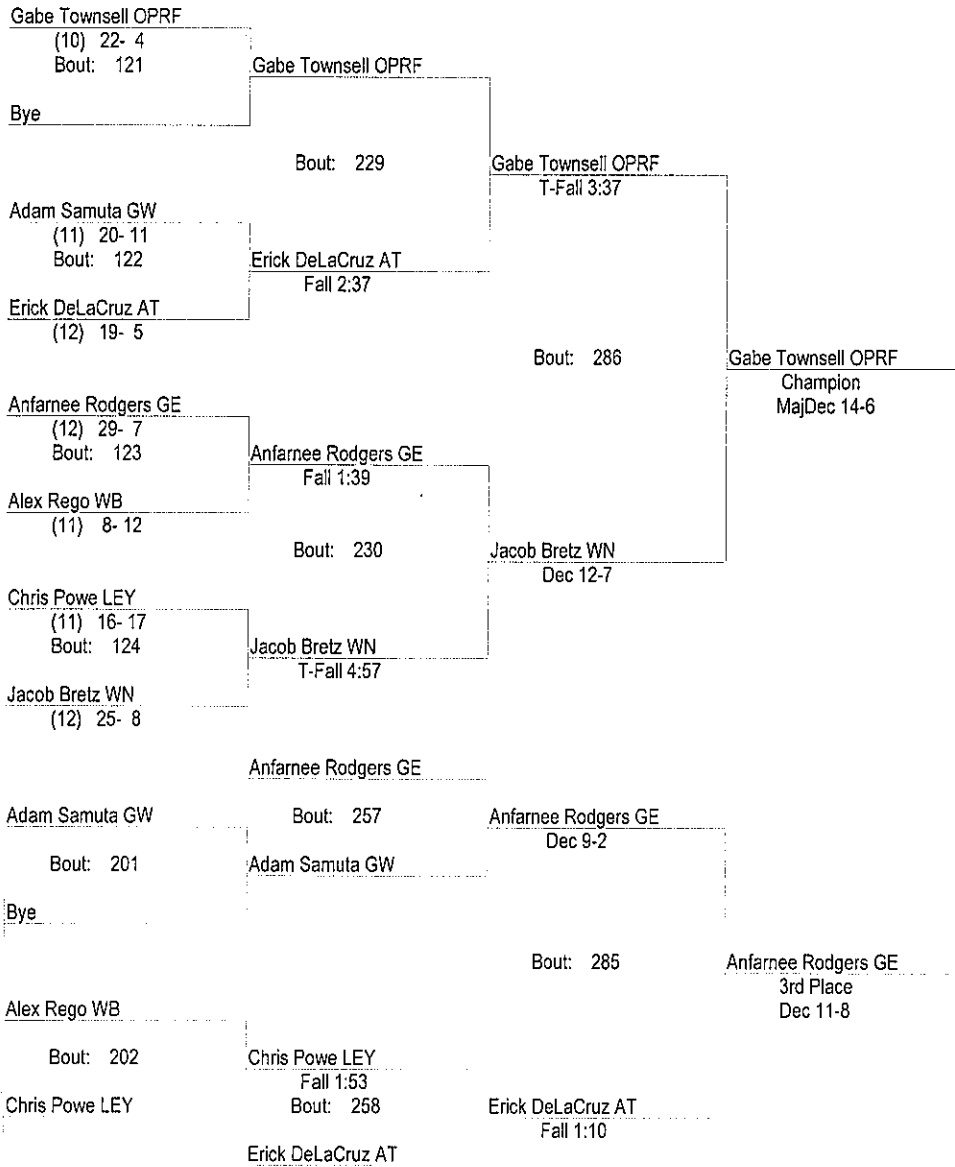 Gabe Townsell OPRF
(10) 22- 4
Bout: 121
Gabe Townsell OPRF
Bye
Bout: 229
Gabe Townsell OPRF
T-Fall 3:37
Adam Samuta GW
(11) 20- 11
Bout: 122
Erick DeLaCruz AT
Fall 2:37
Erick DeLaCruz AT
(12) 19- 5
Bout: 286
Gabe Townsell OPRF
Champion
MajDec 14-6
Anfarnee Rodgers GE
(12) 29- 7
Bout: 123
Anfarnee Rodgers GE
Fall 1:39
Alex Rego WB
(11) 8- 12
Bout: 230
Jacob Bretz WN
Dec 12-7
Chris Powe LEY
(11) 16- 17
Bout: 124
Jacob Bretz WN
T-Fall 4:57
Jacob Bretz WN
(12) 25- 8
Anfarnee Rodgers GE
Adam Samuta GW
Bout: 257
Anfarnee Rodgers GE
Dec 9-2
Bout: 201
Adam Samuta GW
Bye
Bout: 285
Anfarnee Rodgers GE
3rd Place
Dec 11-8
Alex Rego WB
Bout: 202
Chris Powe LEY
Fall 1:53
Chris Powe LEY
Bout: 258
Erick DeLaCruz AT
Fall 1:10
Erick DeLaCruz AT